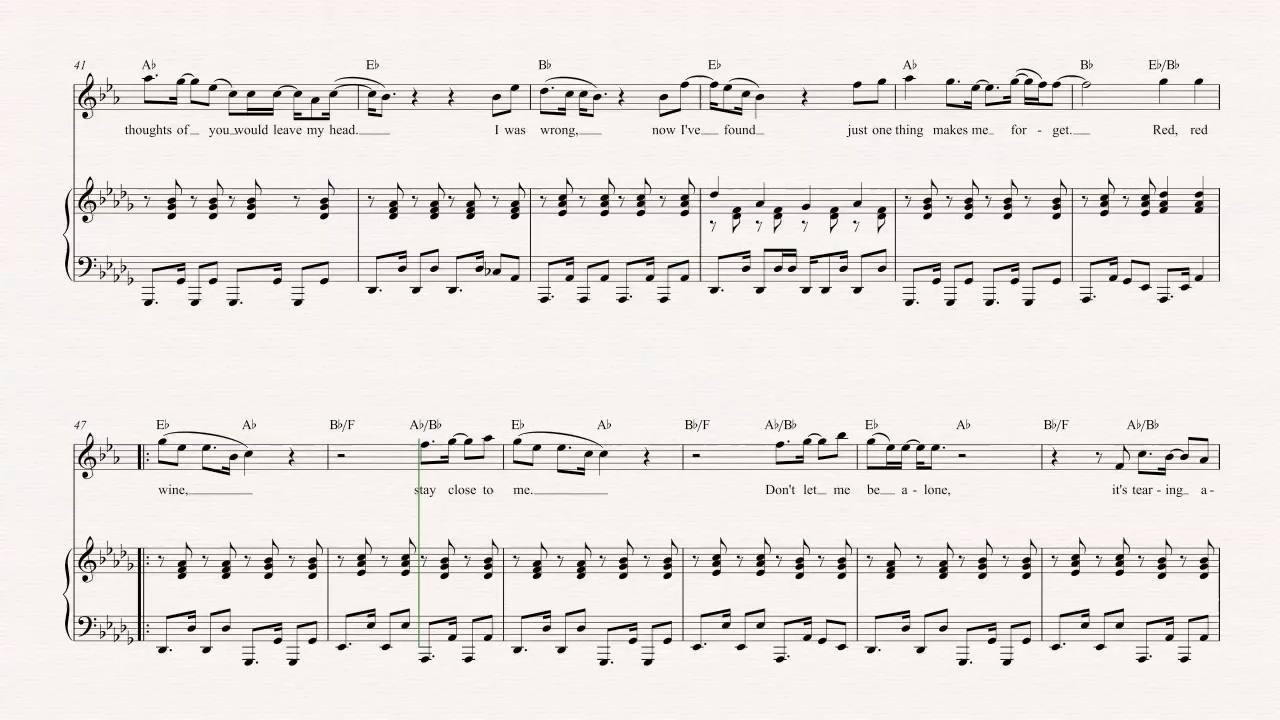 41 A♭ E♭ B♭ E♭ A♭ B♭ E♭/B♭
thoughts of you would leave my head. I was wrong, now I've found just one thing makes me for - get. Red, red
47 E♭ A♭ B♭/F A♭/B♭ E♭ A♭ B♭/F A♭/B♭ E♭ A♭ B♭/F A♭/B♭
wine, stay close to me. Don't let me be a - lone, it's tear - ing a -